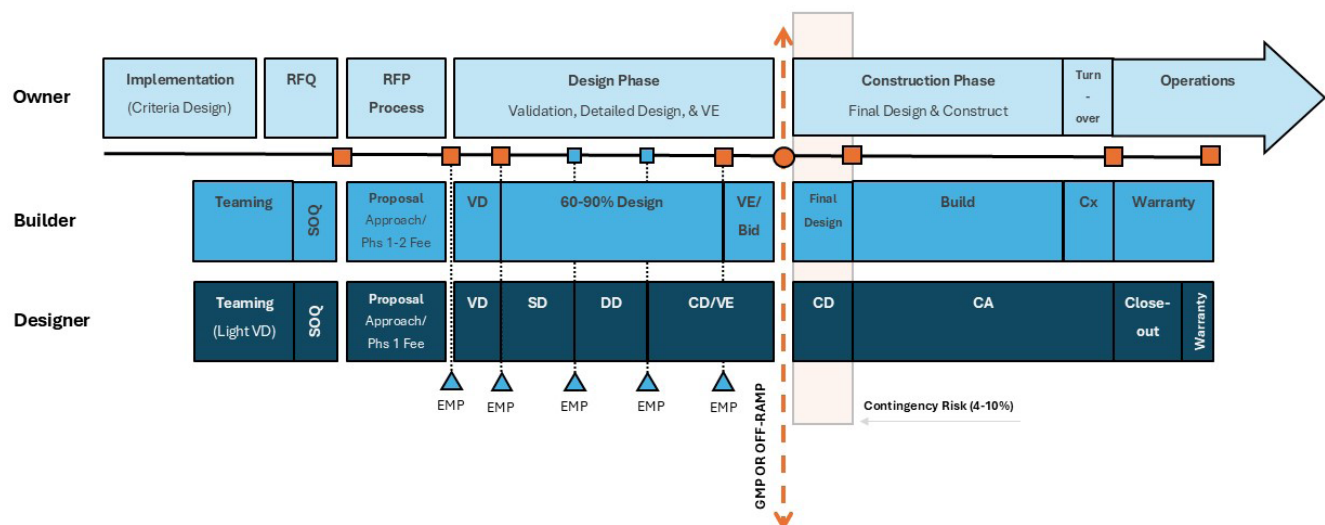 Owner
Implementation
(Criteria Design)
RFQ
RFP
Process
Design Phase
Validation, Detailed Design, & VE
Construction Phase
Final Design & Construct
Turn
-
over
Operations
Builder
Teaming
SOQ
Proposal
Approach/
Phs 1-2 Fee
VD
60-90% Design
VE/
Bid
Final
Design
Build
Cx
Warranty
Designer
Teaming
(Light VD)
SOQ
Proposal
Approach/
Phs 1 Fee
VD
SD
DD
CD/VE
CD
CA
Close-
out
Warranty
EMP
EMP
EMP
EMP
EMP
GMP OR OFF-RAMP
Contingency Risk (4-10%)